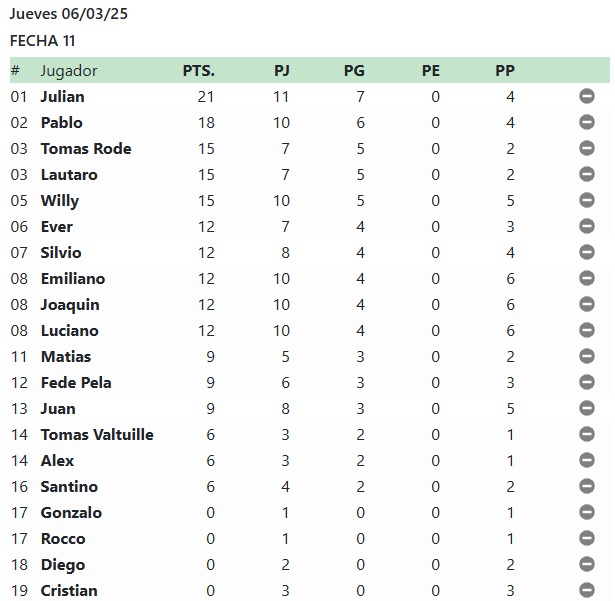 Jueves 06/03/25
FECHA 11
# Jugador PTS. PJ PG PE PP
01 Julian 21 11 7 0 4
02 Pablo 18 10 6 0 4
03 Tomas Rode 15 7 5 0 2
03 Lautaro 15 7 5 0 2
05 Willy 15 10 5 0 5
06 Ever 12 7 4 0 3
07 Silvio 12 8 4 0 4
08 Emiliano 12 10 4 0 6
08 Joaquin 12 10 4 0 6
08 Luciano 12 10 4 0 6
11 Matias 9 5 3 0 2
12 Fede Pela 9 6 3 0 3
13 Juan 9 8 3 0 5
14 Tomas Valtuille 6 3 2 0 1
14 Alex 6 3 2 0 1
16 Santino 6 4 2 0 2
17 Gonzalo 0 1 0 0 1
17 Rocco 0 1 0 0 1
18 Diego 0 2 0 0 2
19 Cristian 0 3 0 0 3